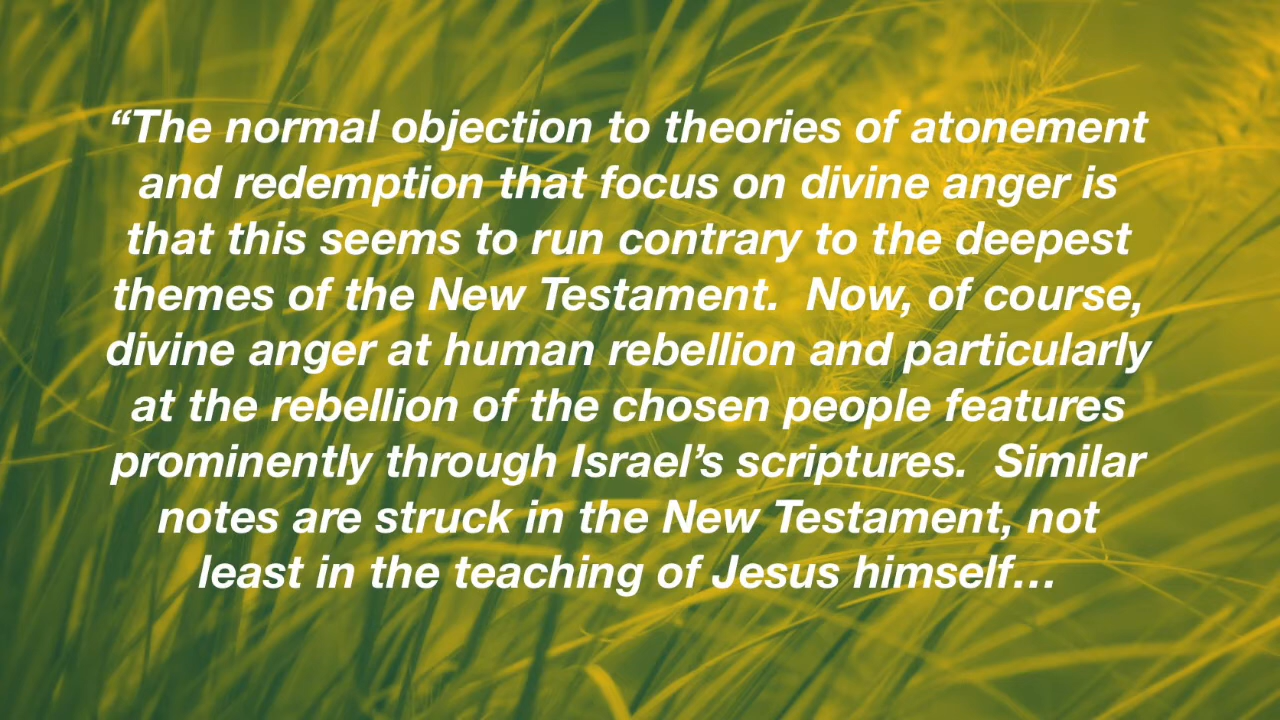 “The normal objection to theories of atonement
and redemption that focus on divine anger is
that this seems to run contrary to the deepest
themes of the New Testament.  Now, of course,
divine anger at human rebellion and particularly
at the rebellion of the chosen people features
prominently through Israel’s scriptures.  Similar
notes are struck in the New Testament, not
least in the teaching of Jesus himself…